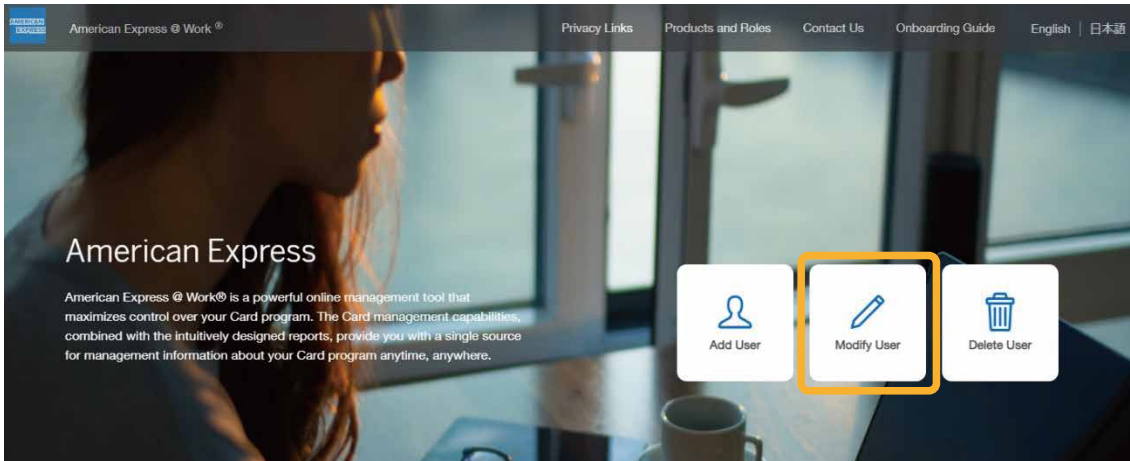 AMERICAN
EXPRESS
American Express @ Work ®
Privacy Links
Products and Roles
Contact Us
Onboarding Guide
English | 日本語
American Express
American Express @ Work® is a powerful online management tool that
maximizes control over your Card program. The Card management capabilities,
combined with the intuitively designed reports, provide you with a single source
for management information about your Card program anytime, anywhere.
Add User
Modify User
Delete User